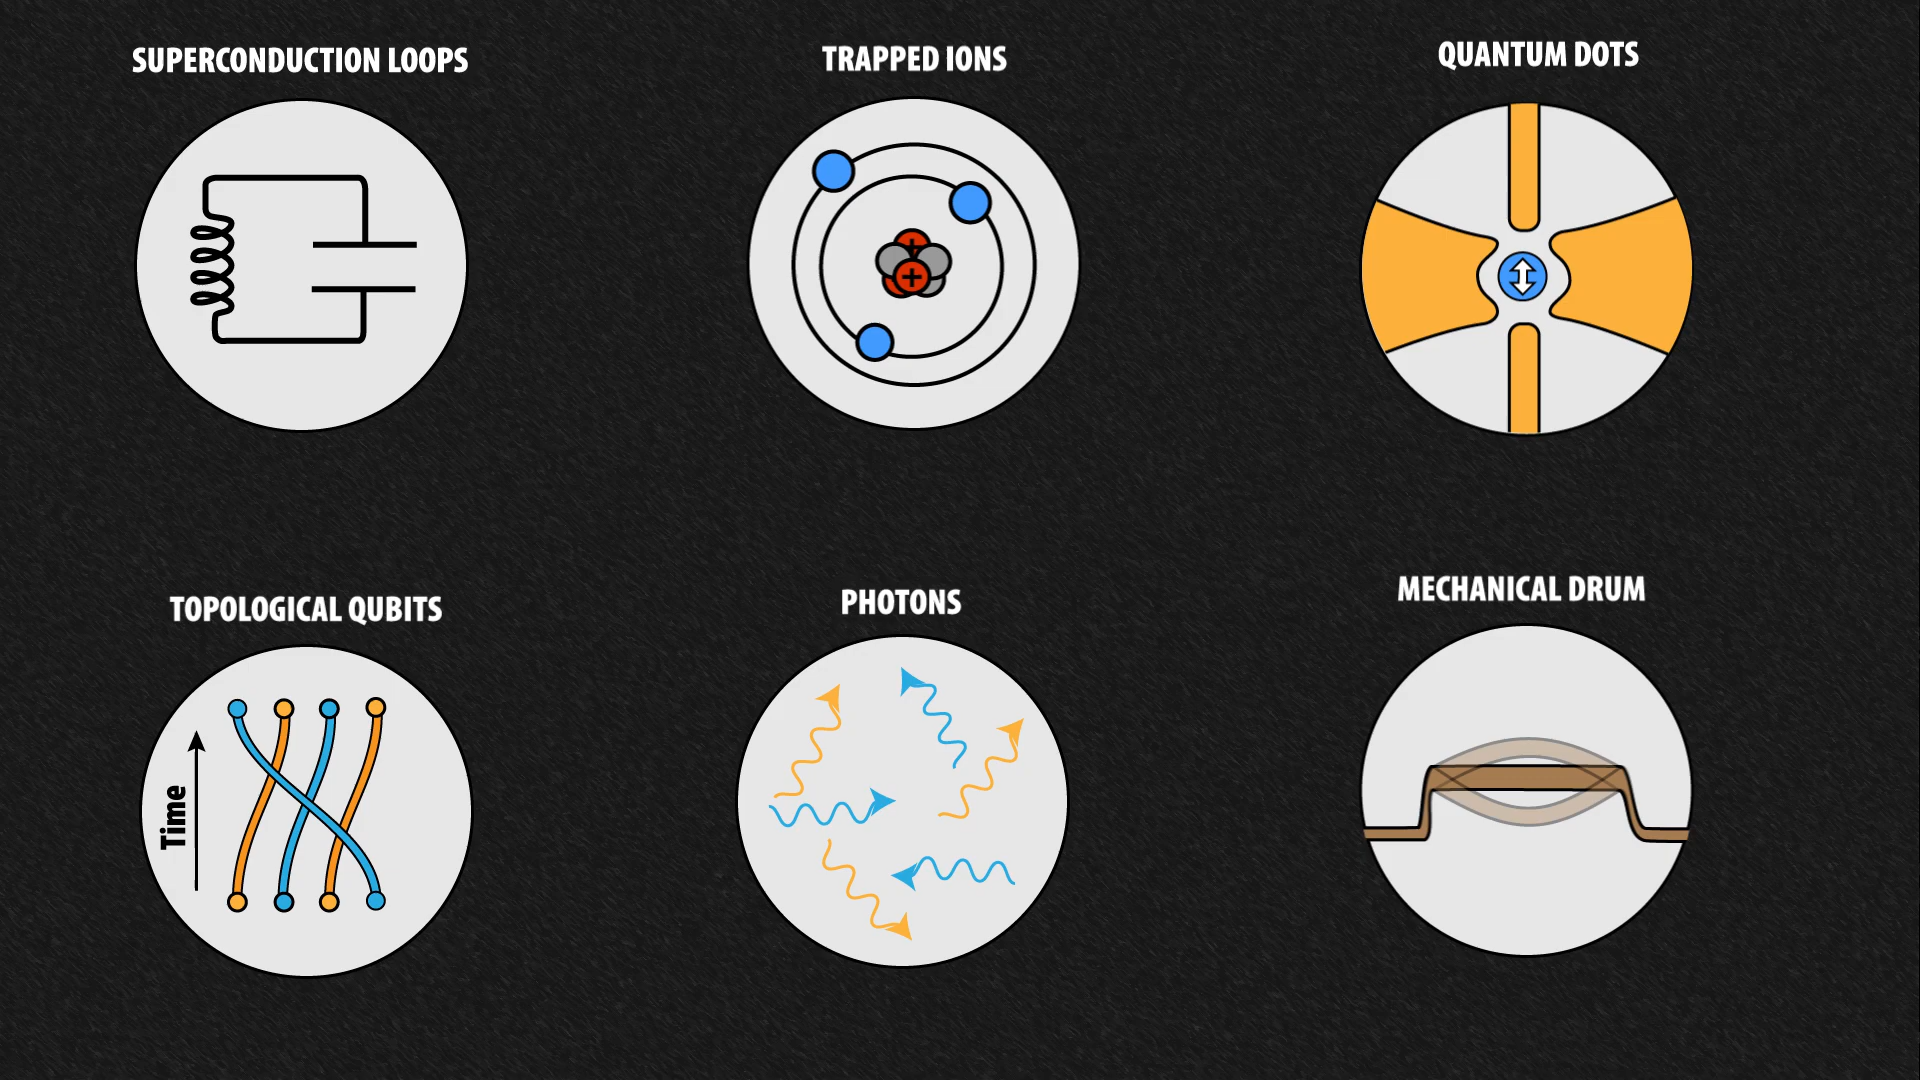 SUPERCONDUCTION LOOPS
TRAPPED IONS
QUANTUM DOTS
+
+
TOPOLOGICAL QUBITS
PHOTONS
MECHANICAL DRUM
Time